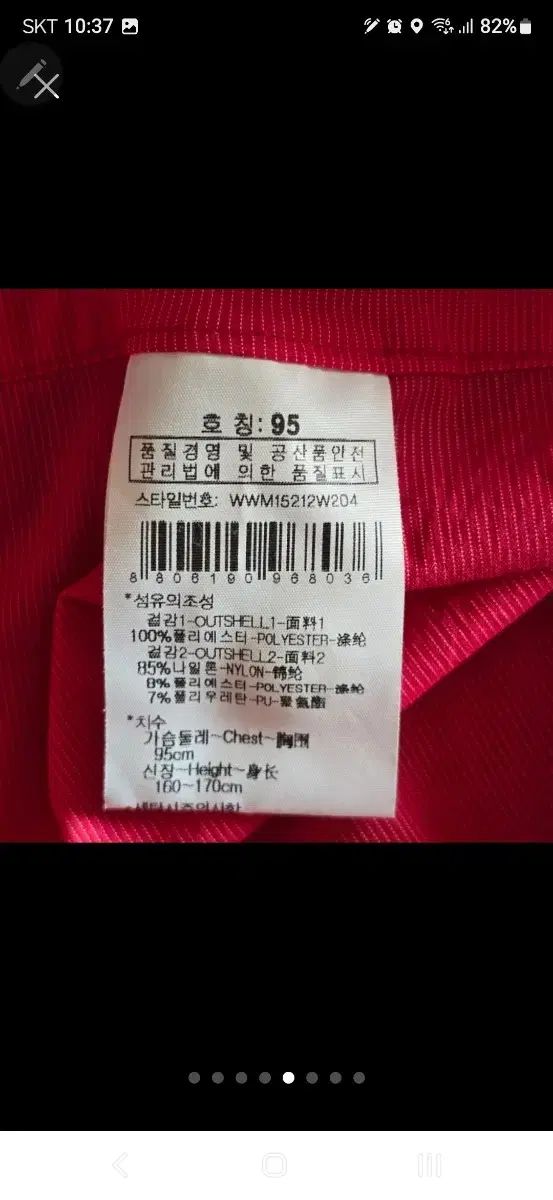 SKT 10:37
82%
호 칭: 95
품질경명 및 공산품안전
관리법에 의한 품질표시
스타일번호: WWM15212W204
8 806190 968036
*섬유의조성
겉감1-OUTSHELL1-面料1
100%폴리에스터-POLYESTER-涤纶
겉감2-OUTSHELL2-面料2
85%나일론-NYLON-锦纶
8%폴리에스터-POLYESTER-涤纶
7%폴리우레탄-PU-聚氨酯
*치수
가슴둘레~Chest~胸围
95cm
신장~Height~身长
160~170cm